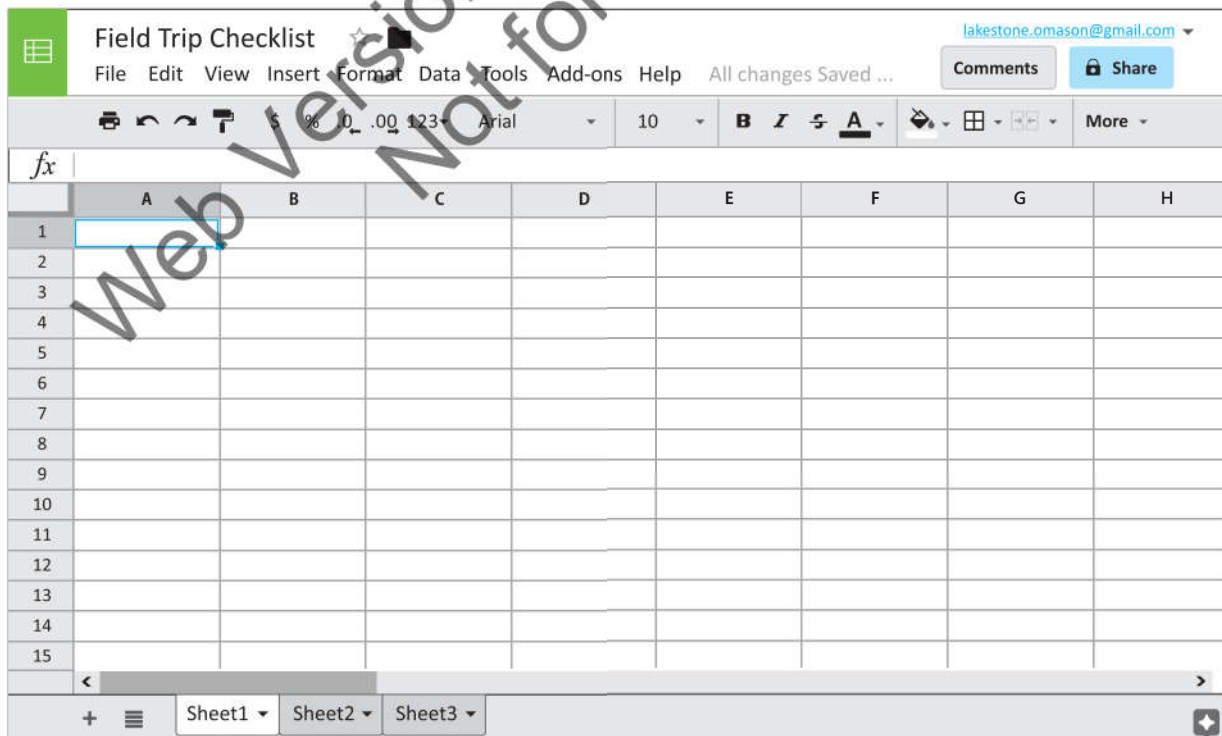 Field Trip Checklist
lakestone.omason@gmail.com
File Edit View Insert Format Data Tools Add-ons Help All changes Saved ...
Comments
Share
$ % .0 .00 123 Arial 10 B I S A More
fx
A B C D E F G H
1
2
3
4
5
6
7
8
9
10
11
12
13
14
15
+ Sheet1 Sheet2 Sheet3
Web Version
Not for